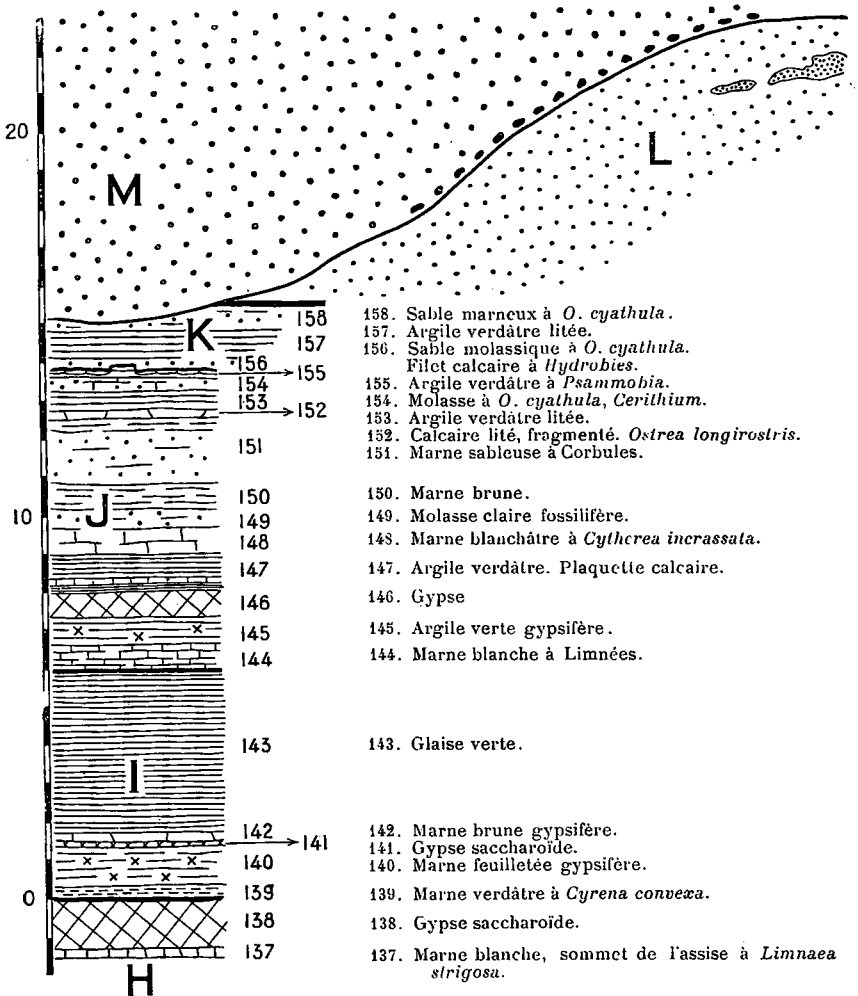 20
M
L
158
158. Sable marneux à O. cyathula.
K
157
157. Argile verdâtre litée.
156
156. Sable molassique à O. cyathula.
Filet calcaire à Hydrobies.
155
155. Argile verdâtre à Psammobia.
154
154. Molasse à O. cyathula, Cerithium.
153
153. Argile verdâtre litée.
152
152. Calcaire lité, fragmenté. Ostrea longirostris.
151
151. Marne sableuse à Corbules.
150
150. Marne brune.
10
J
149
149. Molasse claire fossilifère.
148
148. Marne blanchâtre à Cytherea incrassata.
147
147. Argile verdâtre. Plaquette calcaire.
146
146. Gypse
145
145. Argile verte gypsifère.
144
144. Marne blanche à Limnées.
143
143. Glaise verte.
I
142
142. Marne brune gypsifère.
141
141. Gypse saccharoïde.
140
140. Marne feuilletée gypsifère.
0
139
139. Marne verdâtre à Cyrena convexa.
138
138. Gypse saccharoïde.
137
137. Marne blanche, sommet de l'assise à Limnaea
strigosa.
H